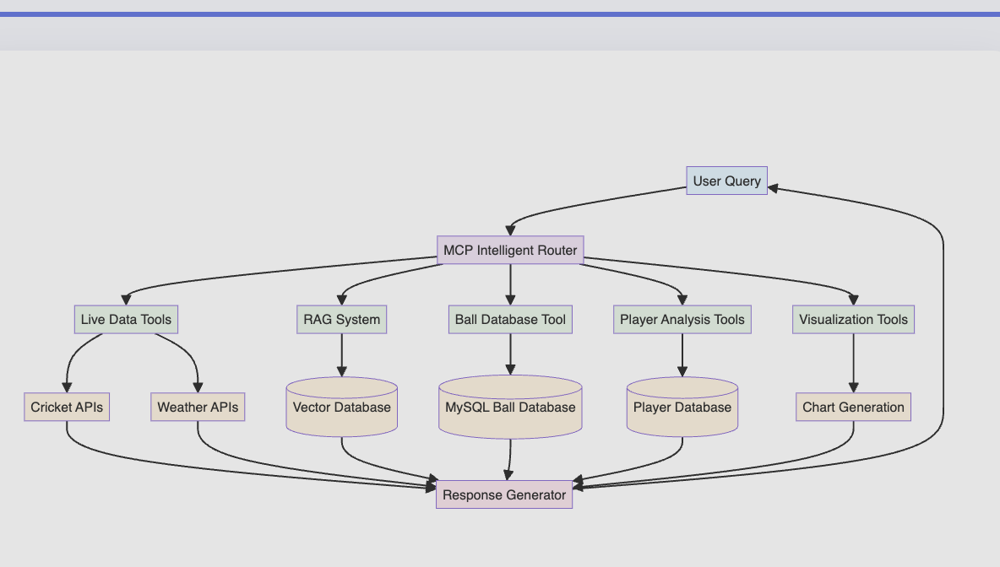 User Query
MCP Intelligent Router
Live Data Tools
RAG System
Ball Database Tool
Player Analysis Tools
Visualization Tools
Cricket APIs
Weather APIs
Vector Database
MySQL Ball Database
Player Database
Chart Generation
Response Generator